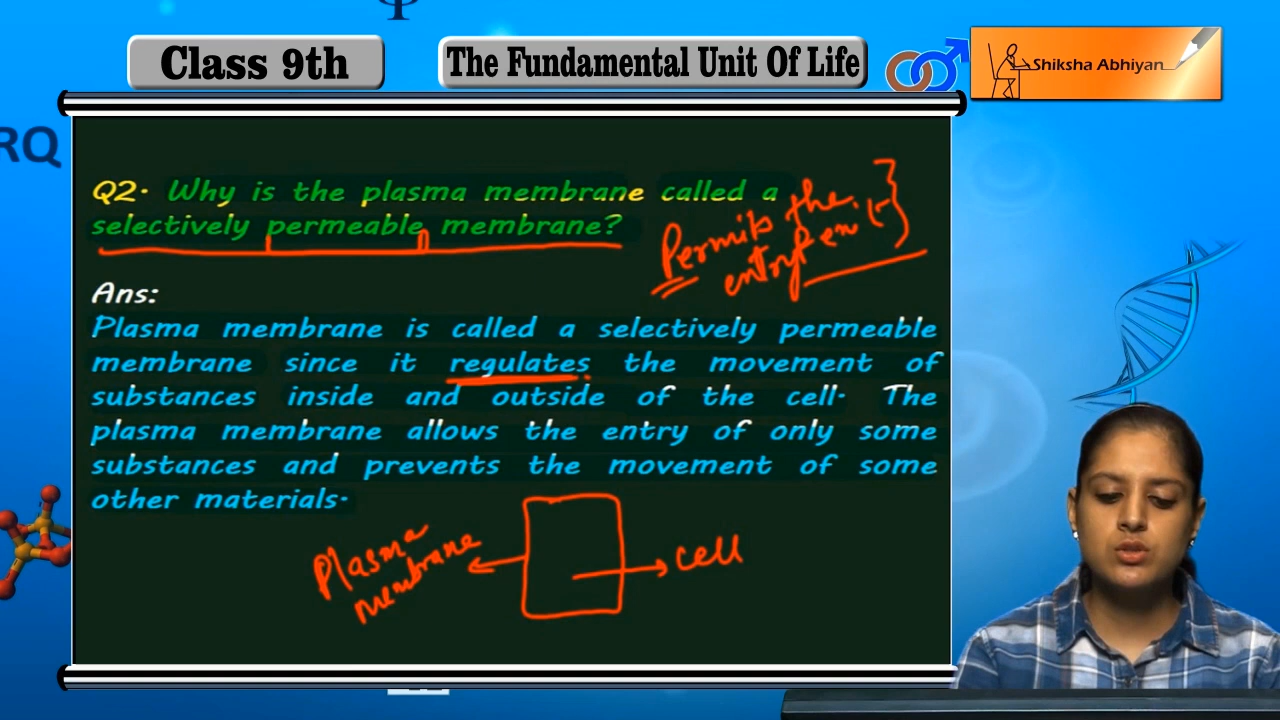 Class 9th
The Fundamental Unit Of Life
Shiksha Abhiyan
RQ
Q2. Why is the plasma membrane called a
selectively permeable membrane?
Permits the
entry
Ans:
Plasma membrane is called a selectively permeable
membrane since it regulates the movement of
substances inside and outside of the cell. The
plasma membrane allows the entry of only some
substances and prevents the movement of some
other materials.
Plasma
membrane
cell